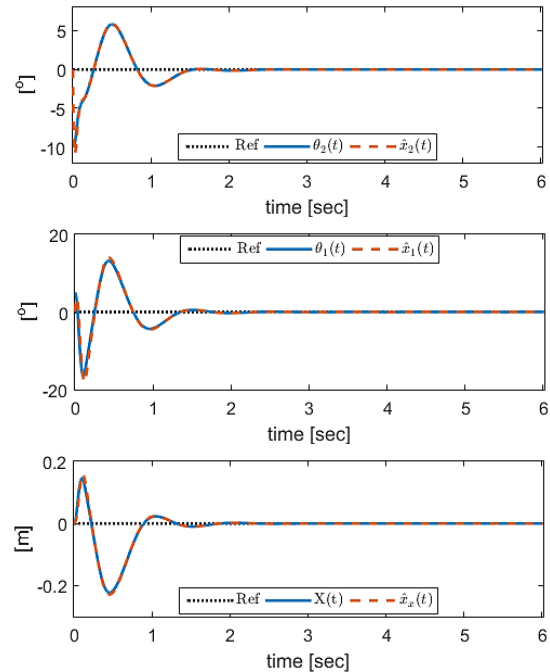 5
0
-5
-10
[°]
Ref θ₂(t) x̂₂(t)
0 1 2 3 4 5 6
time [sec]
20
0
-20
[°]
Ref θ₁(t) x̂₁(t)
0 1 2 3 4 5 6
time [sec]
0.2
0
-0.2
[m]
Ref X(t) x̂ₓ(t)
0 1 2 3 4 5 6
time [sec]